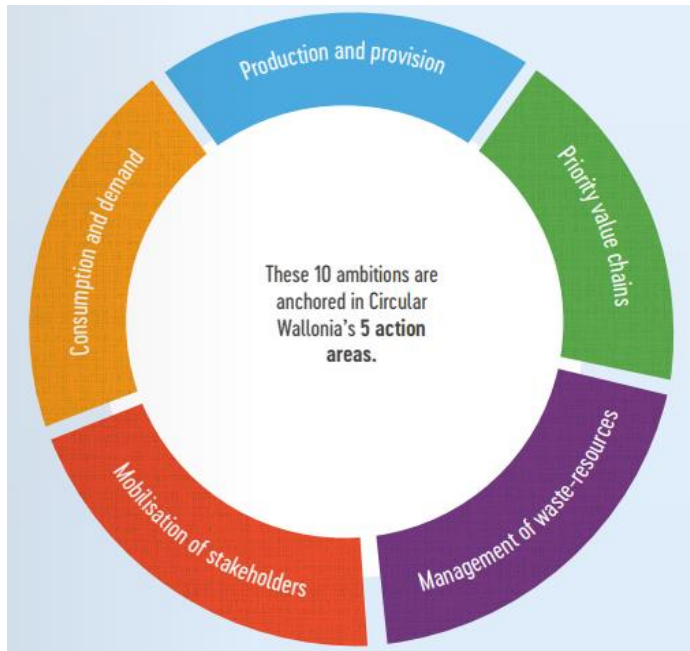 Production and provision
Priority value chains
Management of waste-resources
Mobilisation of stakeholders
Consumption and demand
These 10 ambitions are
anchored in Circular
Wallonia's 5 action
areas.